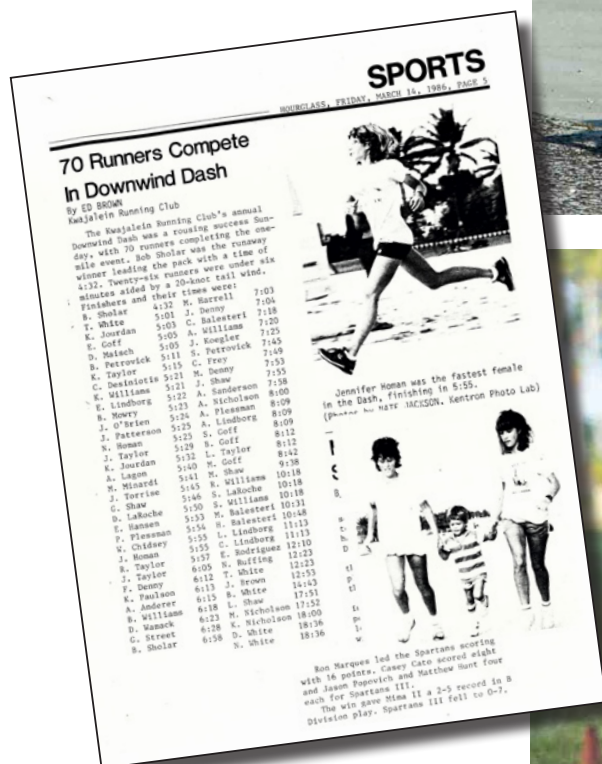 SPORTS
HOURGLASS, FRIDAY, MARCH 14, 1986, PAGE 5
70 Runners Compete
In Downwind Dash
By ED BROWN
Kwajalein Running Club
The Kwajalein Running Club's annual
Downwind Dash was a rousing success Sun-
day, with 70 runners completing the one-
mile event. Bob Sholar was the runaway
winner leading the pack with a time of
4:32. Twenty-six runners were under six
minutes aided by a 20-knot tail wind.
Finishers and their times were:
B. Sholar 4:32
T. White 5:01
K. Jourdan 5:03
E. Goff 5:05
D. Maisch 5:05
B. Petrovick 5:11
K. Taylor 5:15
C. Desiniotis 5:21
K. Williams 5:21
E. Lindborg 5:22
B. Mowry 5:23
J. O'Brien 5:24
J. Patterson 5:25
N. Homan 5:25
J. Taylor 5:29
K. Jourdan 5:32
A. Lagon 5:40
M. Minardi 5:41
J. Torrise 5:45
G. Shaw 5:46
D. LaRoche 5:50
E. Hansen 5:53
P. Plessman 5:54
W. Chidsey 5:55
J. Homan 5:55
R. Taylor 5:57
J. Taylor 6:05
F. Denny 6:12
K. Paulson 6:13
A. Anderer 6:15
B. Williams 6:18
D. Wamack 6:23
G. Street 6:28
B. Sholar 6:58
M. Harrell 7:03
J. Denny 7:04
C. Balesteri 7:18
A. Williams 7:20
J. Koegler 7:25
S. Petrovick 7:45
C. Frey 7:49
M. Denny 7:53
J. Shaw 7:55
A. Sanderson 7:58
A. Nicholson 8:00
A. Plessman 8:09
A. Lindborg 8:09
S. Goff 8:09
B. Goff 8:12
L. Taylor 8:12
M. Goff 8:42
M. Shaw 9:38
R. Williams 10:18
S. LaRoche 10:18
S. Williams 10:18
M. Balesteri 10:31
H. Balesteri 10:48
L. Lindborg 11:13
C. Lindborg 11:13
E. Rodriguez 12:10
N. Buffing 12:23
T. White 12:23
J. Brown 12:53
B. White 14:43
L. Shaw 17:51
M. Nicholson 17:52
K. Nicholson 18:00
D. White 18:36
N. White 18:36
Jennifer Homan was the fastest female
in the Dash, finishing in 5:55.
(Photos by NATE JACKSON, Kentron Photo Lab)
Ron Marques led the Spartans scoring
with 16 points. Casey Cato scored eight
and Jason Popovich and Matthew Hunt four
each for Spartans III.
The win gave Mima II a 2-5 record in B
Division play. Spartans III fell to 0-7.